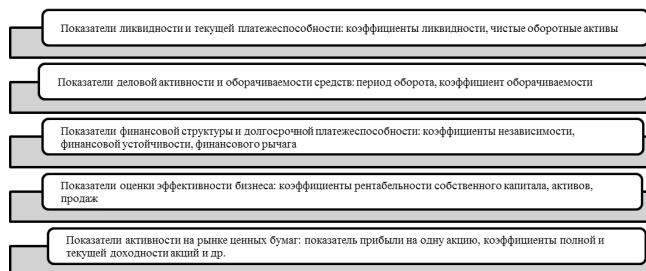 Показатели ликвидности и текущей платежеспособности: коэффициенты ликвидности, чистые оборотные активы
Показатели деловой активности и оборачиваемости средств: период оборота, коэффициент оборачиваемости
Показатели финансовой структуры и долгосрочной платежеспособности: коэффициенты независимости,
финансовой устойчивости, финансового рычага
Показатели оценки эффективности бизнеса: коэффициенты рентабельности собственного капитала, активов,
продаж
Показатели активности на рынке ценных бумаг: показатель прибыли на одну акцию, коэффициенты полной и
текущей доходности акций и др.